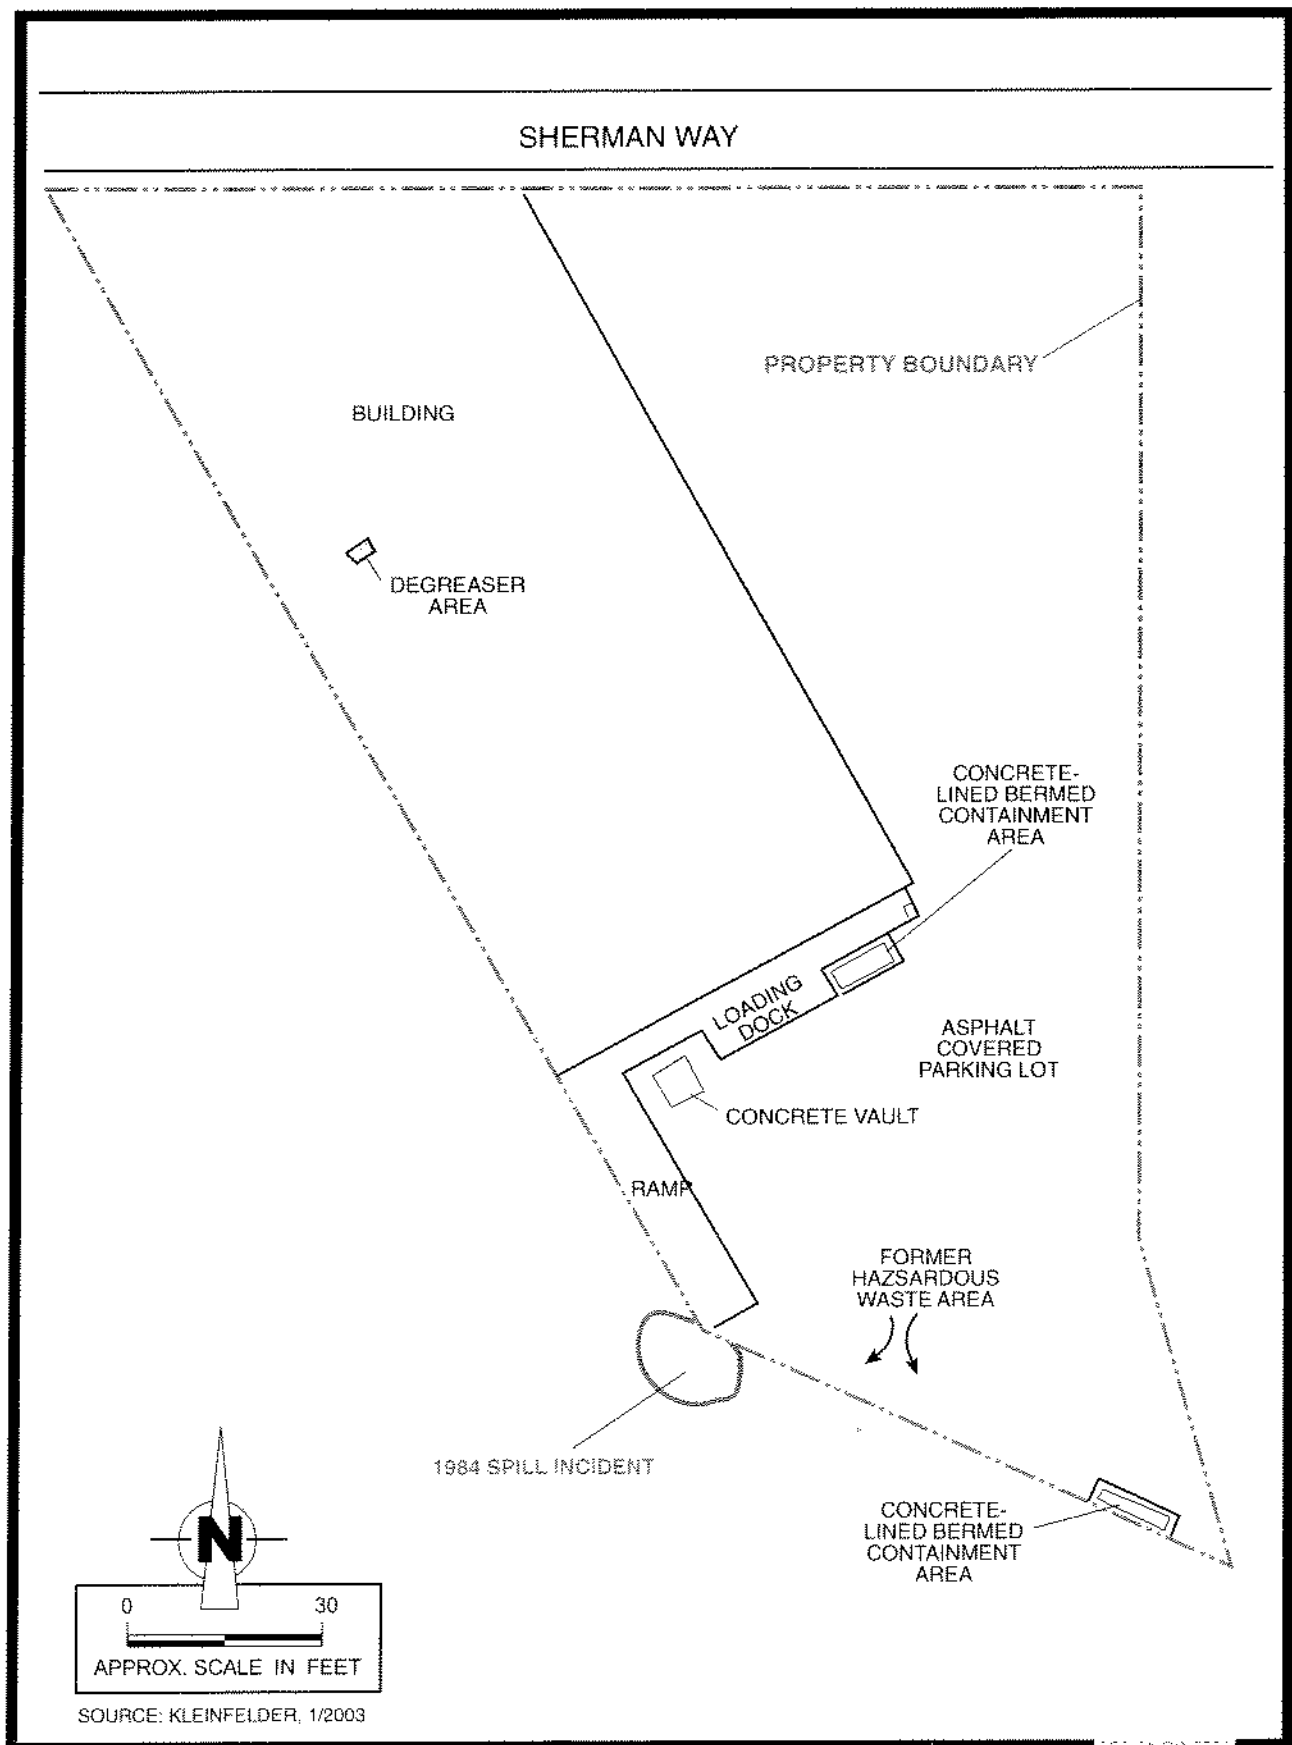 SHERMAN WAY
PROPERTY BOUNDARY
BUILDING
DEGREASER
AREA
CONCRETE-
LINED BERMED
CONTAINMENT
AREA
LOADING
DOCK
ASPHALT
COVERED
PARKING LOT
CONCRETE VAULT
RAMP
FORMER
HAZSARDOUS
WASTE AREA
1984 SPILL INCIDENT
CONCRETE-
LINED BERMED
CONTAINMENT
AREA
N
0 30
APPROX. SCALE IN FEET
SOURCE: KLEINFELDER, 1/2003